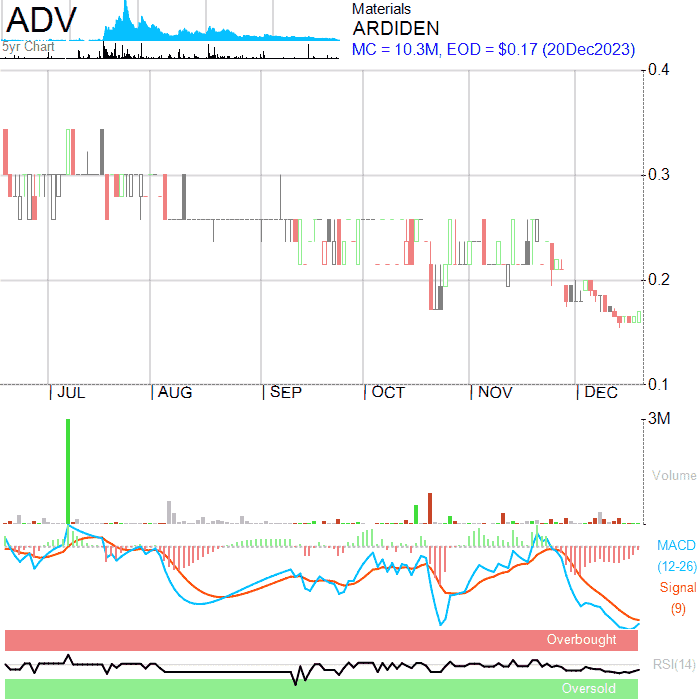 ADV
5yr Chart
Materials
ARDIDEN
MC = 10.3M, EOD = $0.17 (20Dec2023)
0.4
0.3
0.2
0.1
JUL AUG SEP OCT NOV DEC
3M
Volume
MACD
(12-26)
Signal
(9)
Overbought
RSI(14)
Oversold